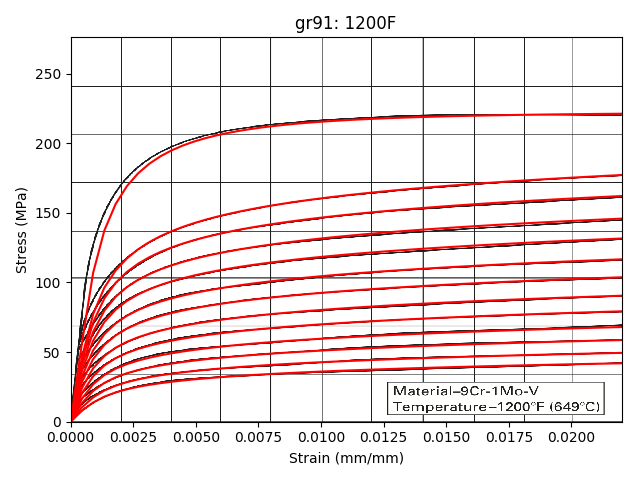 gr91: 1200F
Stress (MPa)
250
200
150
100
50
0
Material–9Cr-1Mo-V
Temperature–1200°F (649°C)
0.0000 0.0025 0.0050 0.0075 0.0100 0.0125 0.0150 0.0175 0.0200
Strain (mm/mm)